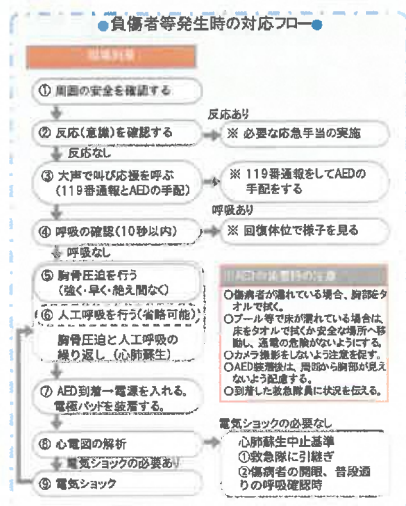 ●負傷者等発生時の対応フロー●
① 周囲の安全を確認する
反応あり
② 反応(意識)を確認する
※ 必要な応急手当の実施
反応なし
③ 大声で叫び応援を呼ぶ
(119番通報とAEDの手配)
※ 119番通報をしてAEDの
手配をする
呼吸あり
④ 呼吸の確認(10秒以内)
※ 回復体位で様子を見る
呼吸なし
⑤ 胸骨圧迫を行う
(強く・早く・絶え間なく)
⑥ 人工呼吸を行う(省略可能)
胸骨圧迫と人工呼吸の
繰り返し(心肺蘇生)
※AEDの装着時の注意
○傷病者が濡れている場合、胸部をタ
オルで拭く。
○プール等で床が濡れている場合は、
床をタオルで拭くか安全な場所へ移
動し、通電の危険がないようにする。
○カメラ撮影をしないよう注意を促す。
○AED装着後は、周囲から胸部が見え
ないよう配慮する。
○到着した救急隊員に状況を伝える。
⑦ AED到着→電源を入れる。
電極パッドを装着する。
電気ショックの必要なし
⑧ 心電図の解析
心肺蘇生中止基準
①救急隊に引継ぎ
②傷病者の開眼、普段通
りの呼吸確認時
電気ショックの必要あり
⑨ 電気ショック